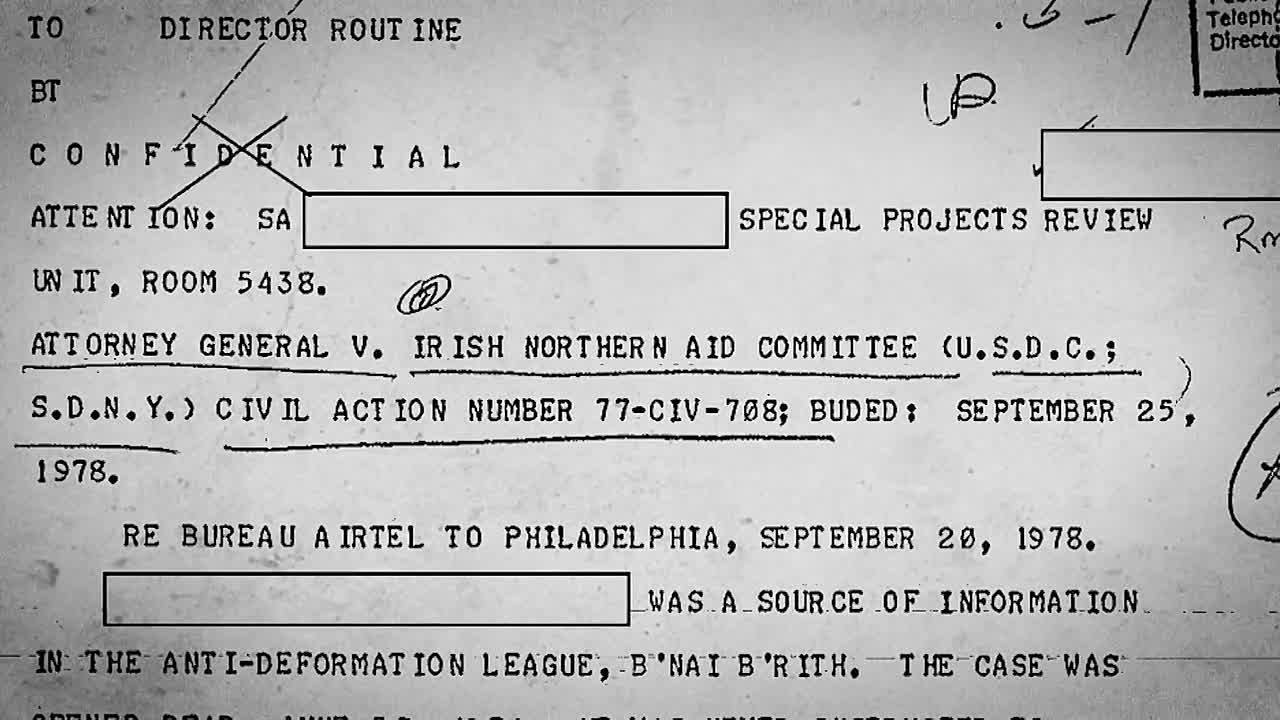 TO DIRECTOR ROUTINE
Teleph
Directo
BT
CONFIDENTIAL
ATTENTION: SA SPECIAL PROJECTS REVIEW
UNIT, ROOM 5438.
ATTORNEY GENERAL V. IRISH NORTHERN AID COMMITTEE (U.S.D.C.;
S.D.N.Y.) CIVIL ACTION NUMBER 77-CIV-708; BUDED: SEPTEMBER 25,
1978.
RE BUREAU AIRTEL TO PHILADELPHIA, SEPTEMBER 20, 1978.
WAS A SOURCE OF INFORMATION
IN THE ANTI-DEFORMATION LEAGUE, B'NAI B'RITH. THE CASE WAS